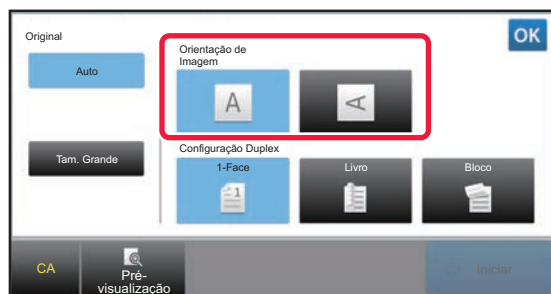 Original
OK
Orientação de
Imagem
Auto
A
A
Tam. Grande
Configuração Duplex
1-Face
Livro
Bloco
1
CA
Pré-
visualização
Iniciar